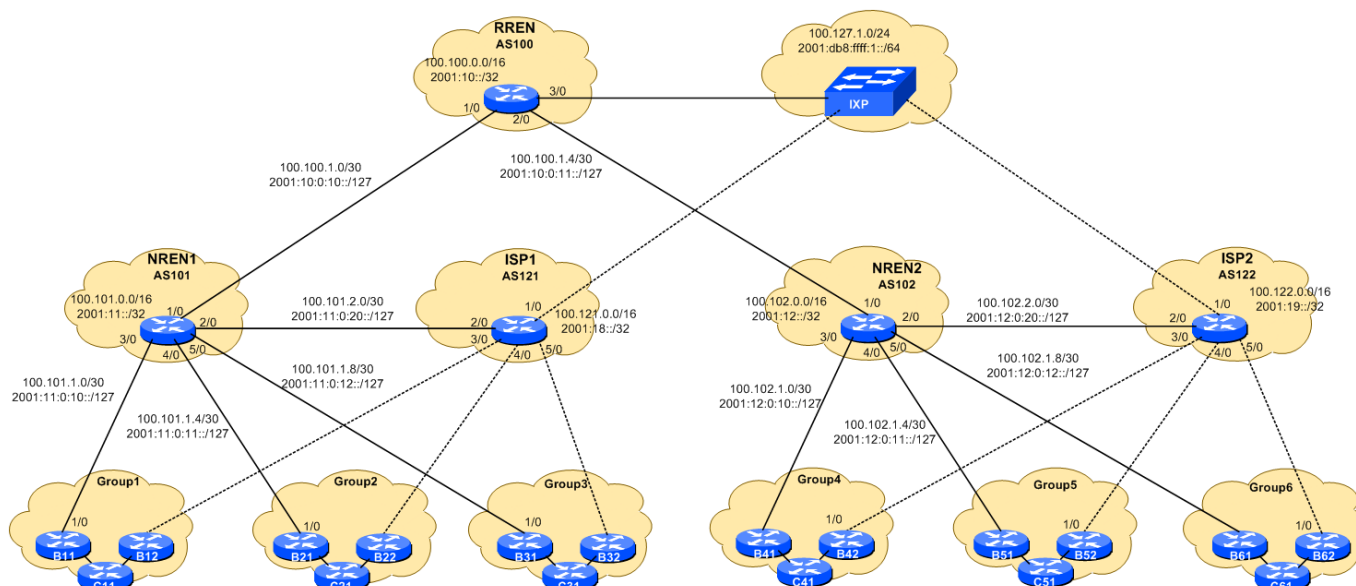 RREN
AS100
100.100.0.0/16
2001:10::/32
3/0
1/0
2/0
100.127.1.0/24
2001:db8:ffff:1::/64
IXP
100.100.1.0/30
2001:10:0:10::/127
100.100.1.4/30
2001:10:0:11::/127
NREN1
AS101
100.101.0.0/16
2001:11::/32
1/0
2/0
3/0
4/0
5/0
100.101.2.0/30
2001:11:0:20::/127
ISP1
AS121
1/0
100.121.0.0/16
2001:18::/32
2/0
3/0
4/0
5/0
NREN2
AS102
100.102.0.0/16
2001:12::/32
1/0
2/0
3/0
4/0
5/0
100.102.2.0/30
2001:12:0:20::/127
ISP2
AS122
1/0
100.122.0.0/16
2001:19::/32
2/0
3/0
4/0
5/0
100.101.1.0/30
2001:11:0:10::/127
100.101.1.4/30
2001:11:0:11::/127
100.101.1.8/30
2001:11:0:12::/127
100.102.1.0/30
2001:12:0:10::/127
100.102.1.4/30
2001:12:0:11::/127
100.102.1.8/30
2001:12:0:12::/127
Group1
1/0
B11
B12
C11
Group2
1/0
B21
B22
C21
Group3
1/0
B31
B32
C31
Group4
1/0
B41
B42
C41
Group5
1/0
B51
B52
C51
Group6
1/0
B61
B62
C61